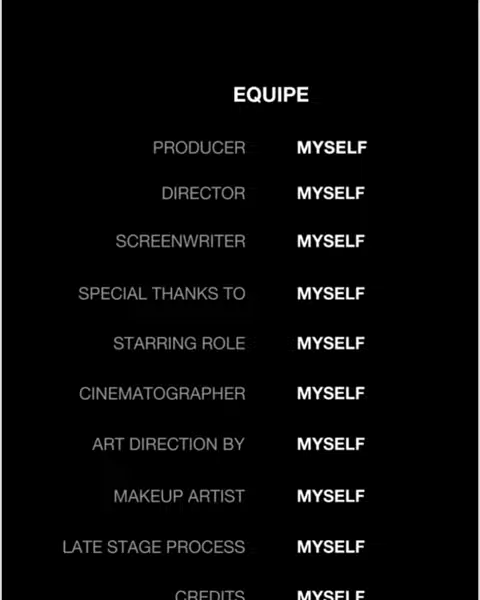 EQUIPE
PRODUCER MYSELF
DIRECTOR MYSELF
SCREENWRITER MYSELF
SPECIAL THANKS TO MYSELF
STARRING ROLE MYSELF
CINEMATOGRAPHER MYSELF
ART DIRECTION BY MYSELF
MAKEUP ARTIST MYSELF
LATE STAGE PROCESS MYSELF
CREDITS MYSELF